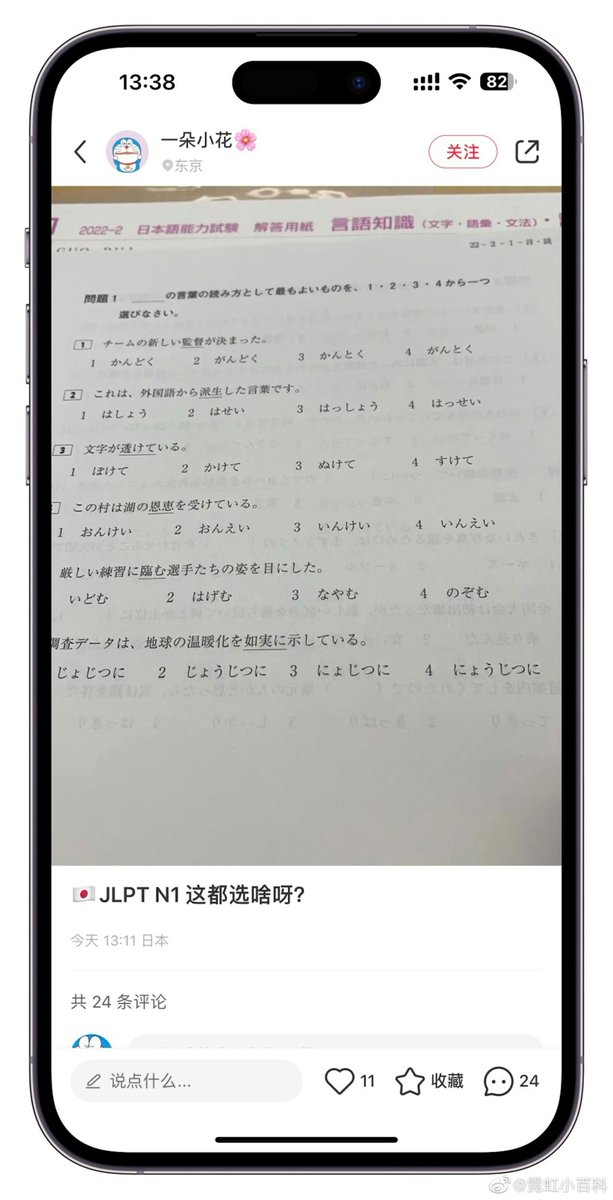 13:38
82
一朵小花🌸
东京
关注
2022-2 日本語能力試験 解答用紙 言語知識（文字・語彙・文法）・
22-2-1-言・読
問題1 ＿＿＿の言葉の読み方として最もよいものを、1・2・3・4から一つ
選びなさい。
1 チームの新しい監督が決まった。
1 かんどく 2 がんどく 3 かんとく 4 がんとく
2 これは、外国語から派生した言葉です。
1 はしょう 2 はせい 3 はっしょう 4 はっせい
3 文字が透けている。
1 ぼけて 2 かけて 3 ぬけて 4 すけて
この村は湖の恩恵を受けている。
1 おんけい 2 おんえい 3 いんけい 4 いんえい
厳しい練習に臨む選手たちの姿を目にした。
いどむ 2 はげむ 3 なやむ 4 のぞむ
調査データは、地球の温暖化を如実に示している。
じょじつに 2 じょうじつに 3 にょじつに 4 にょうじつに
🇯🇵JLPT N1 这都选啥呀?
今天 13:11 日本
共 24 条评论
说点什么...
11
收藏
24
@霓虹小百科